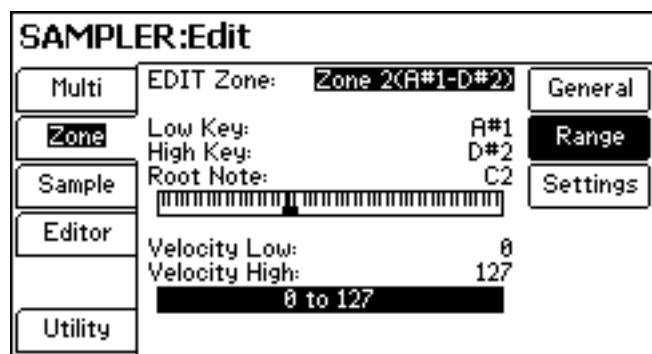 SAMPLER:Edit
Multi
Zone
Sample
Editor
Utility
EDIT Zone: Zone 2(A#1-D#2)
Low Key: A#1
High Key: D#2
Root Note: C2
Velocity Low: 0
Velocity High: 127
0 to 127
General
Range
Settings